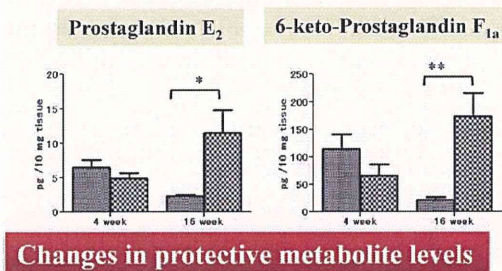 Prostaglandin E2
6-keto-Prostaglandin F1a
pg /10 mg tissue
20
15
10
5
0
*
4 week
16 week
pg /10 mg tissue
250
200
150
100
50
0
**
4 week
16 week
Changes in protective metabolite levels